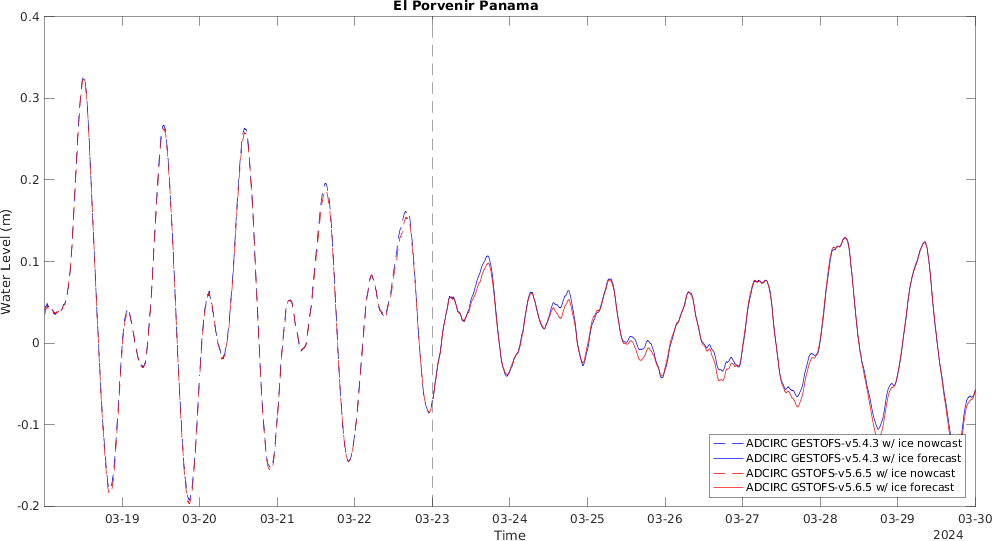 El Porvenir Panama
0.4
0.3
0.2
0.1
0
-0.1
-0.2
Water Level (m)
03-19 03-20 03-21 03-22 03-23 03-24 03-25 03-26 03-27 03-28 03-29 03-30
Time
2024
ADCIRC GESTOFS-v5.4.3 w/ ice nowcast
ADCIRC GESTOFS-v5.4.3 w/ ice forecast
ADCIRC GSTOFS-v5.6.5 w/ ice nowcast
ADCIRC GSTOFS-v5.6.5 w/ ice forecast